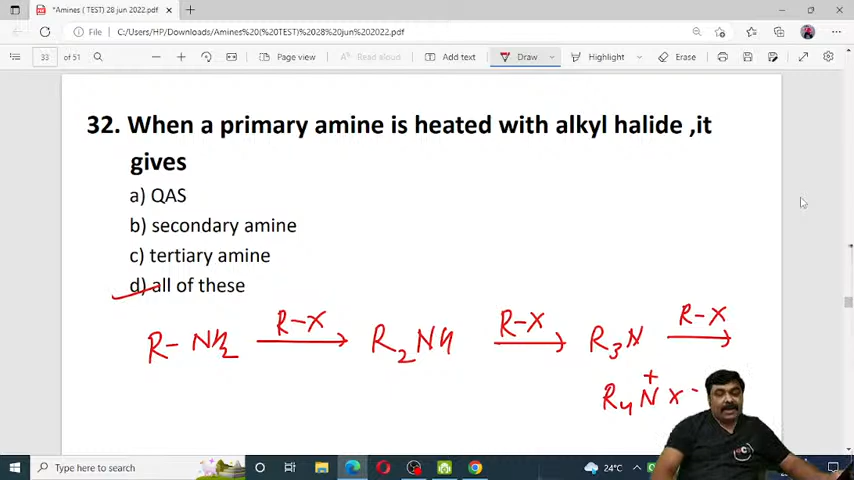 *Amines (TEST) 28 jun 2022.pdf
File
C:/Users/HP/Downloads/Amines%20(%20TEST)%2028%20jun%202022.pdf
33 of 51
Page view
Read aloud
Add text
Draw
Highlight
Erase
32. When a primary amine is heated with alkyl halide ,it
gives
a) QAS
b) secondary amine
c) tertiary amine
d) all of these
R-X R-X R-X
R- NH2 R2NH R3N
R4N+ X-
Type here to search
24°C